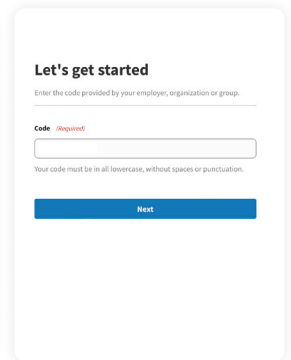 Let's get started
Enter the code provided by your employer, organization or group.
Code (Required)
Your code must be in all lowercase, without spaces or punctuation.
Next